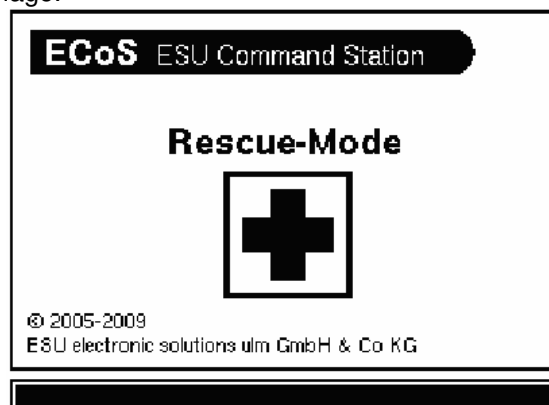 ECoS ESU Command Station
Rescue-Mode
© 2005-2009
ESU electronic solutions ulm GmbH & Co KG